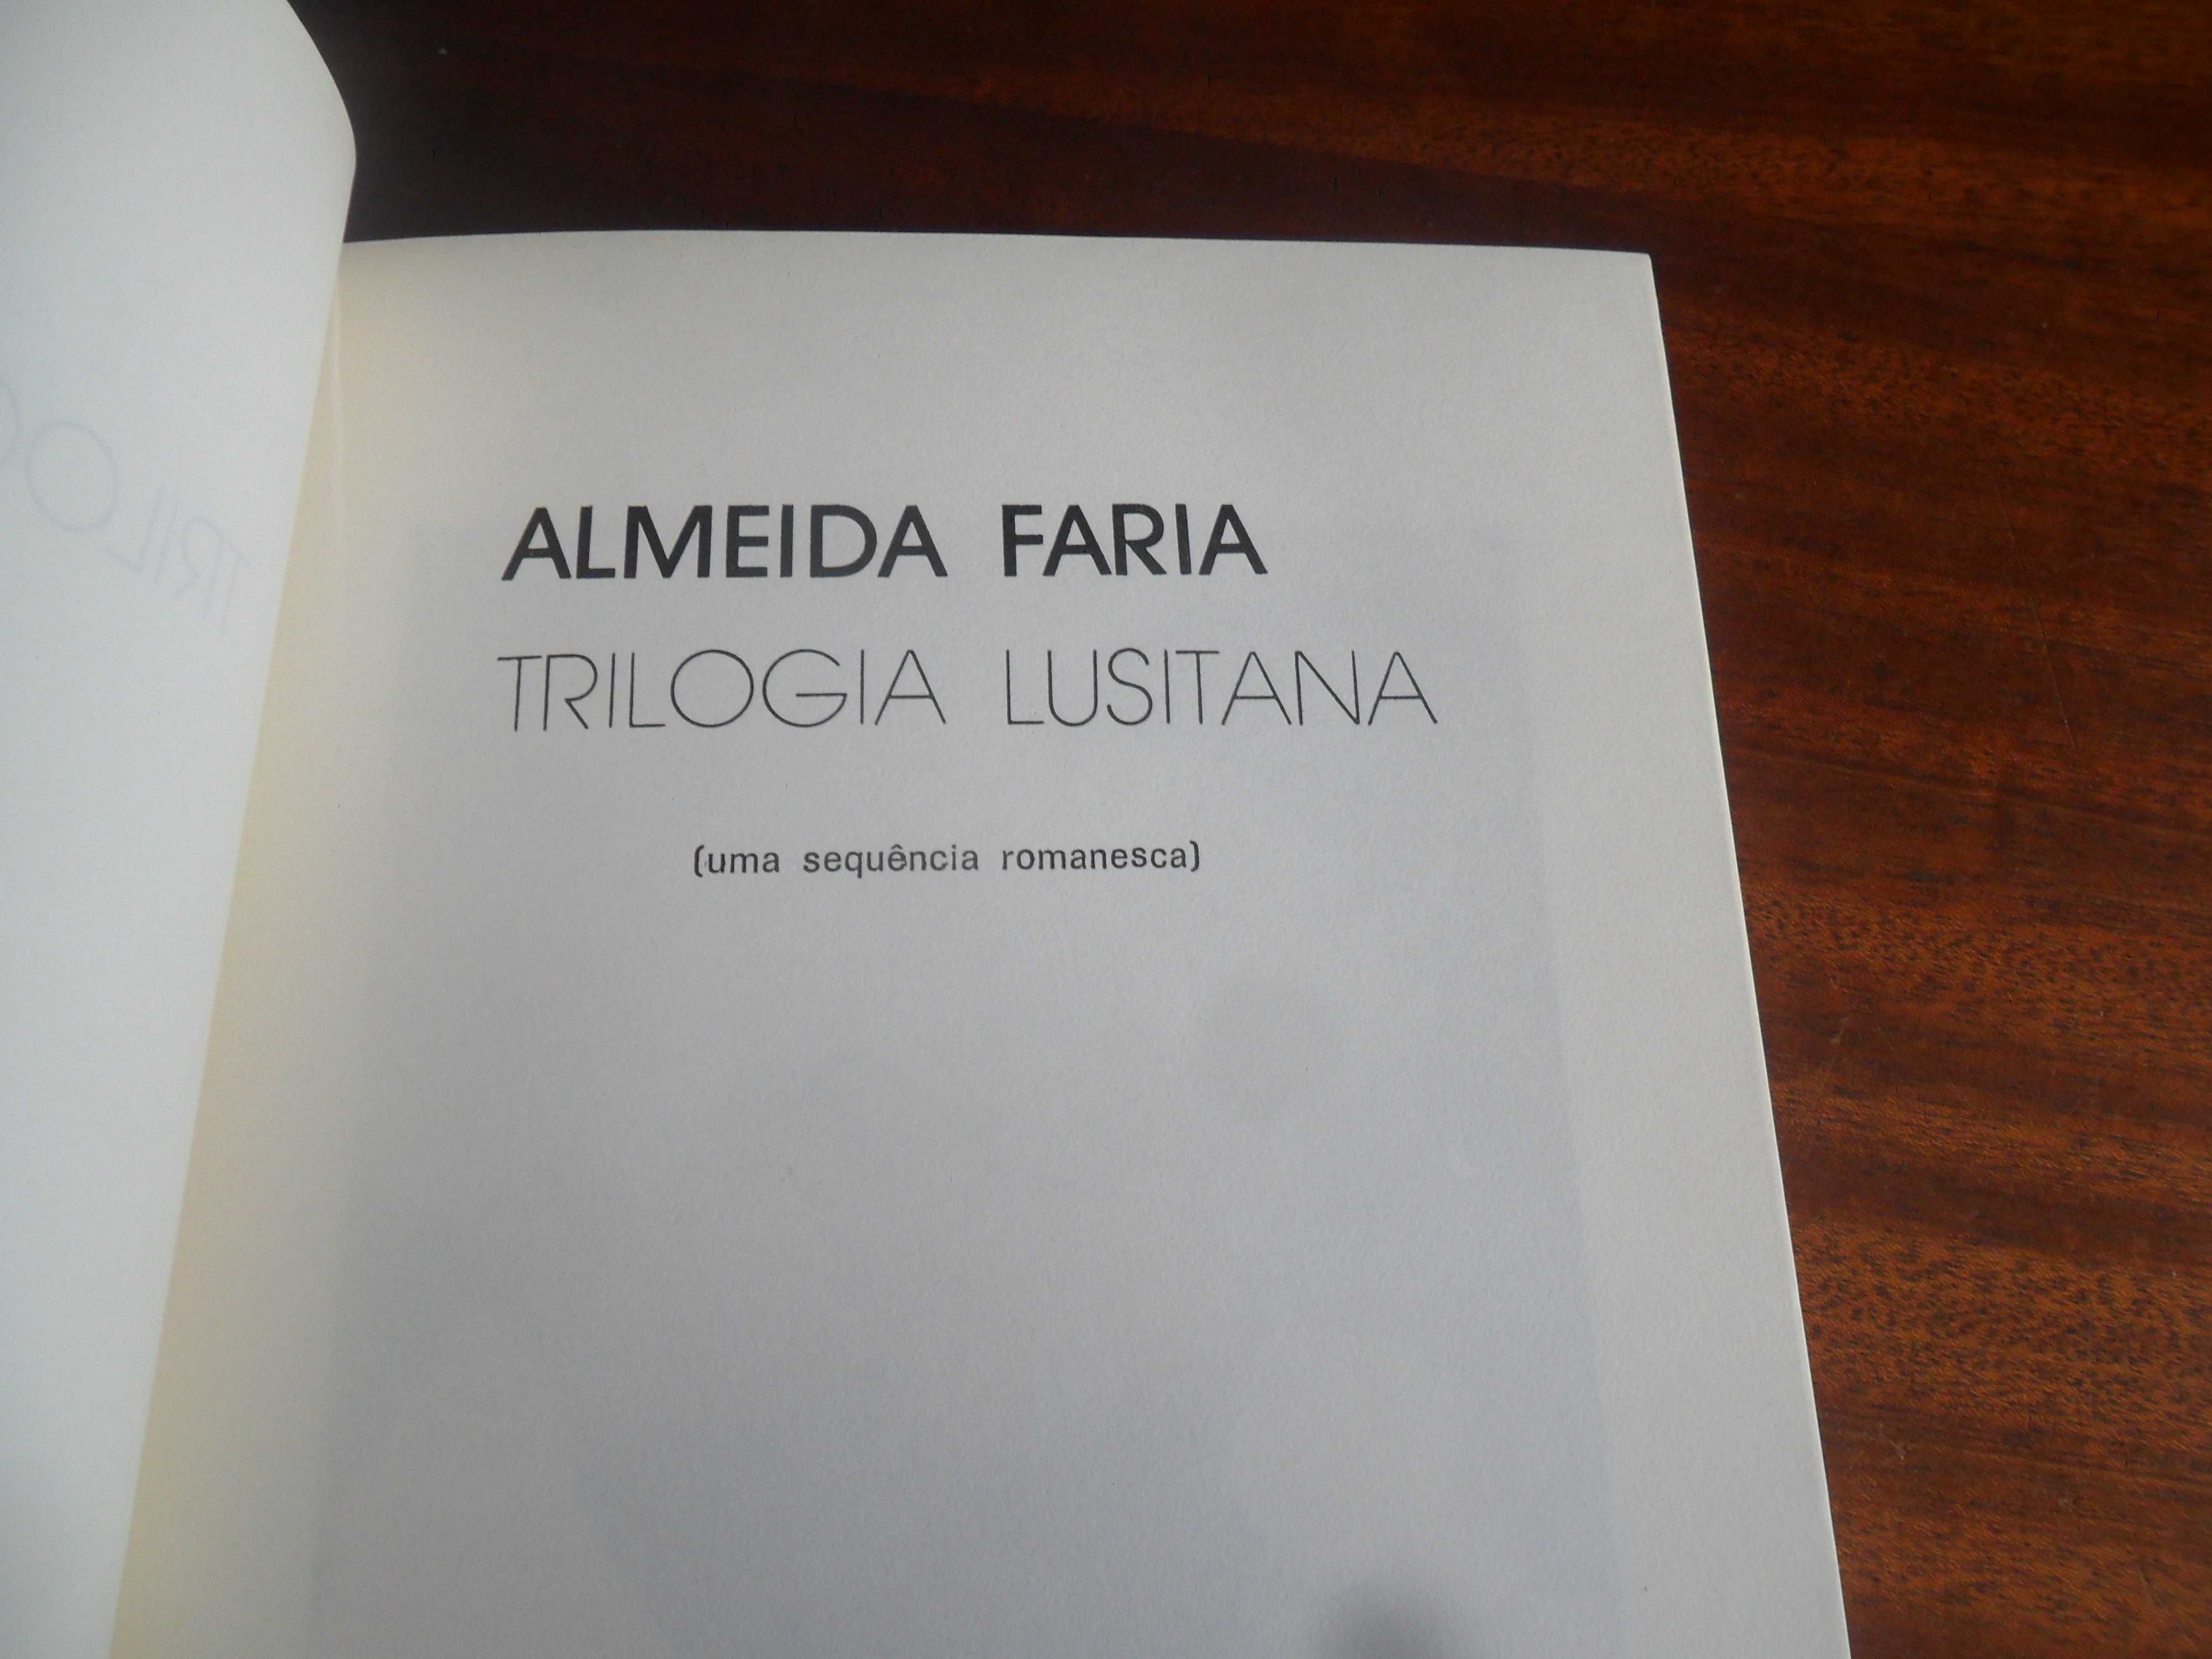 ALMEIDA FARIA
TRILOGIA LUSITANA
(uma sequência romanesca)